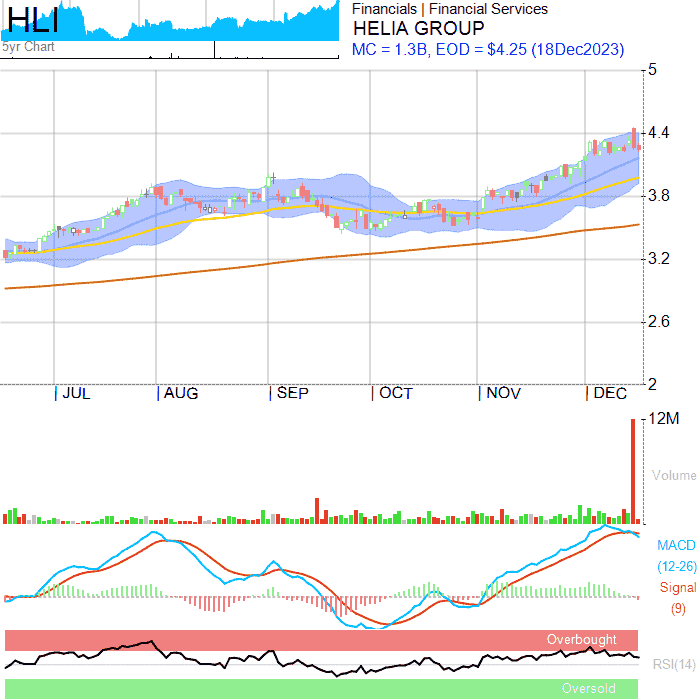 HLI
5yr Chart
Financials | Financial Services
HELIA GROUP
MC = 1.3B, EOD = $4.25 (18Dec2023)
5
4.4
3.8
3.2
2.6
2
| JUL | AUG | SEP | OCT | NOV | DEC
12M
Volume
MACD
(12-26)
Signal
(9)
Overbought
RSI(14)
Oversold